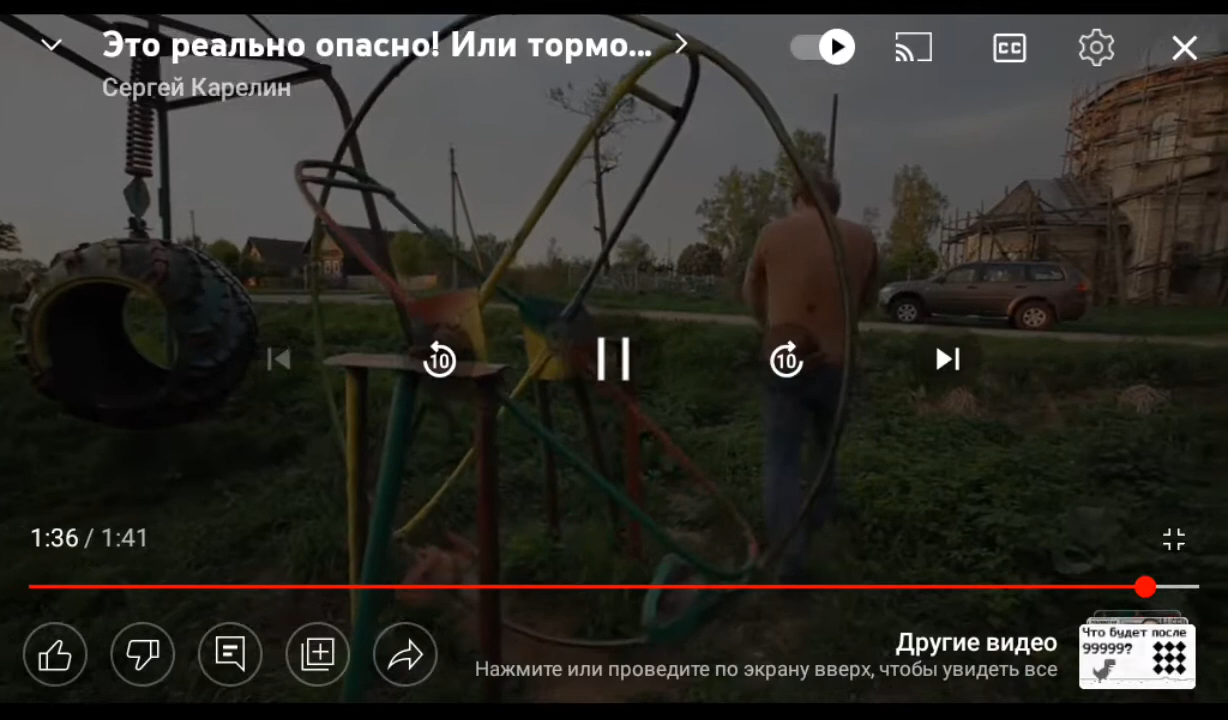 Это реально опасно! Или тормо...
Сергей Карелин
CC
10
10
1:36 / 1:41
Другие видео
Нажмите или проведите по экрану вверх, чтобы увидеть все
Что будет после
99999?